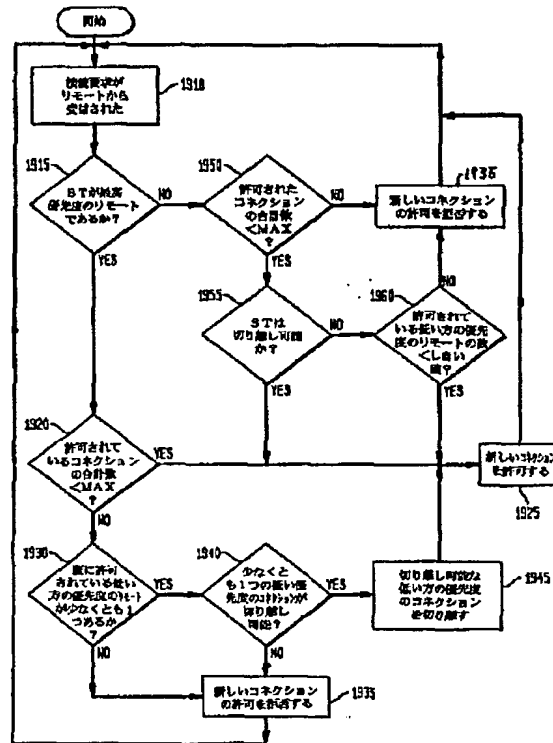 開始
接続要求が
リモートから
受信された
1910
1915
STが最高
優先度のリモート
であるか？
NO
YES
1950
許可された
コネクションの
合計数
<MAX
?
NO
YES
新しいコネクション
の許可を拒否する
1955
STは
切り離し可能
か？
NO
YES
1960
許可されて
いる低い方の優先
度のリモートの数
<しきい
値？
NO
YES
1920
許可されて
いるコネクション
の合計数
<MAX
?
YES
NO
新しいコネクション
を許可する
1925
1930
既に許可
されている低い
方の優先度のリモート
が少なくとも1
つあるか
?
YES
NO
1940
少なくと
も1つの低い優
先度のコネクションが
切り離し
可能？
YES
NO
切り離し可能な
低い方の優先度
のコネクション
を切り離す
1945
新しいコネクション
の許可を拒否する
1935